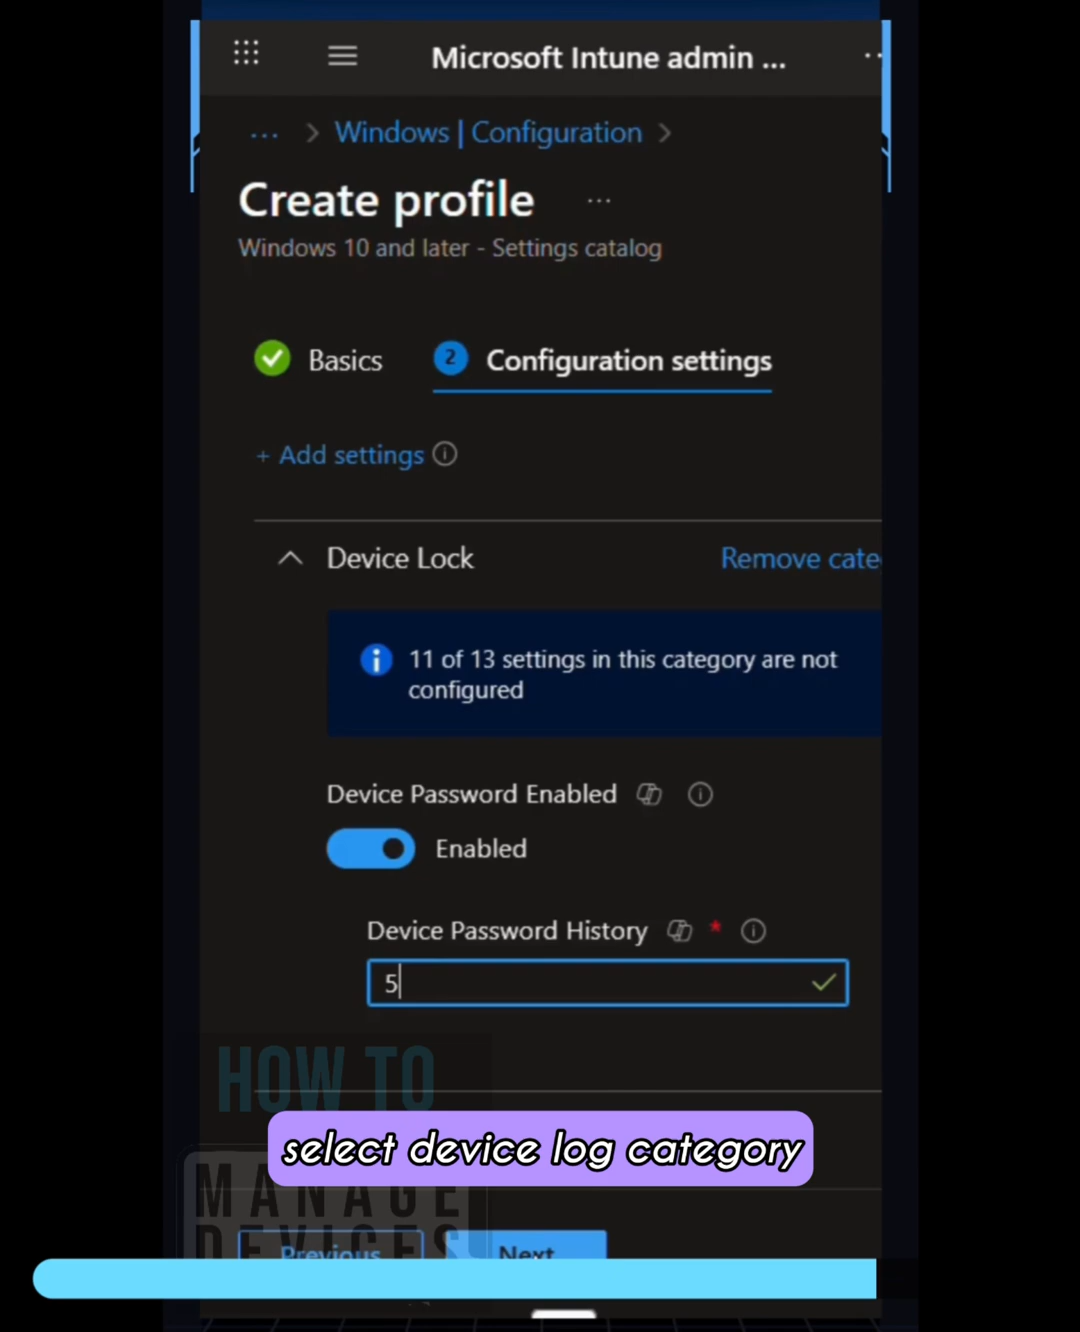 Microsoft Intune admin ...
... > Windows | Configuration >
Create profile ...
Windows 10 and later - Settings catalog
Basics 2 Configuration settings
+ Add settings
Device Lock Remove cate
11 of 13 settings in this category are not
configured
Device Password Enabled
Enabled
Device Password History *
5
HOW TO
select device log category
MANAGE
DEVICES
Previous Next